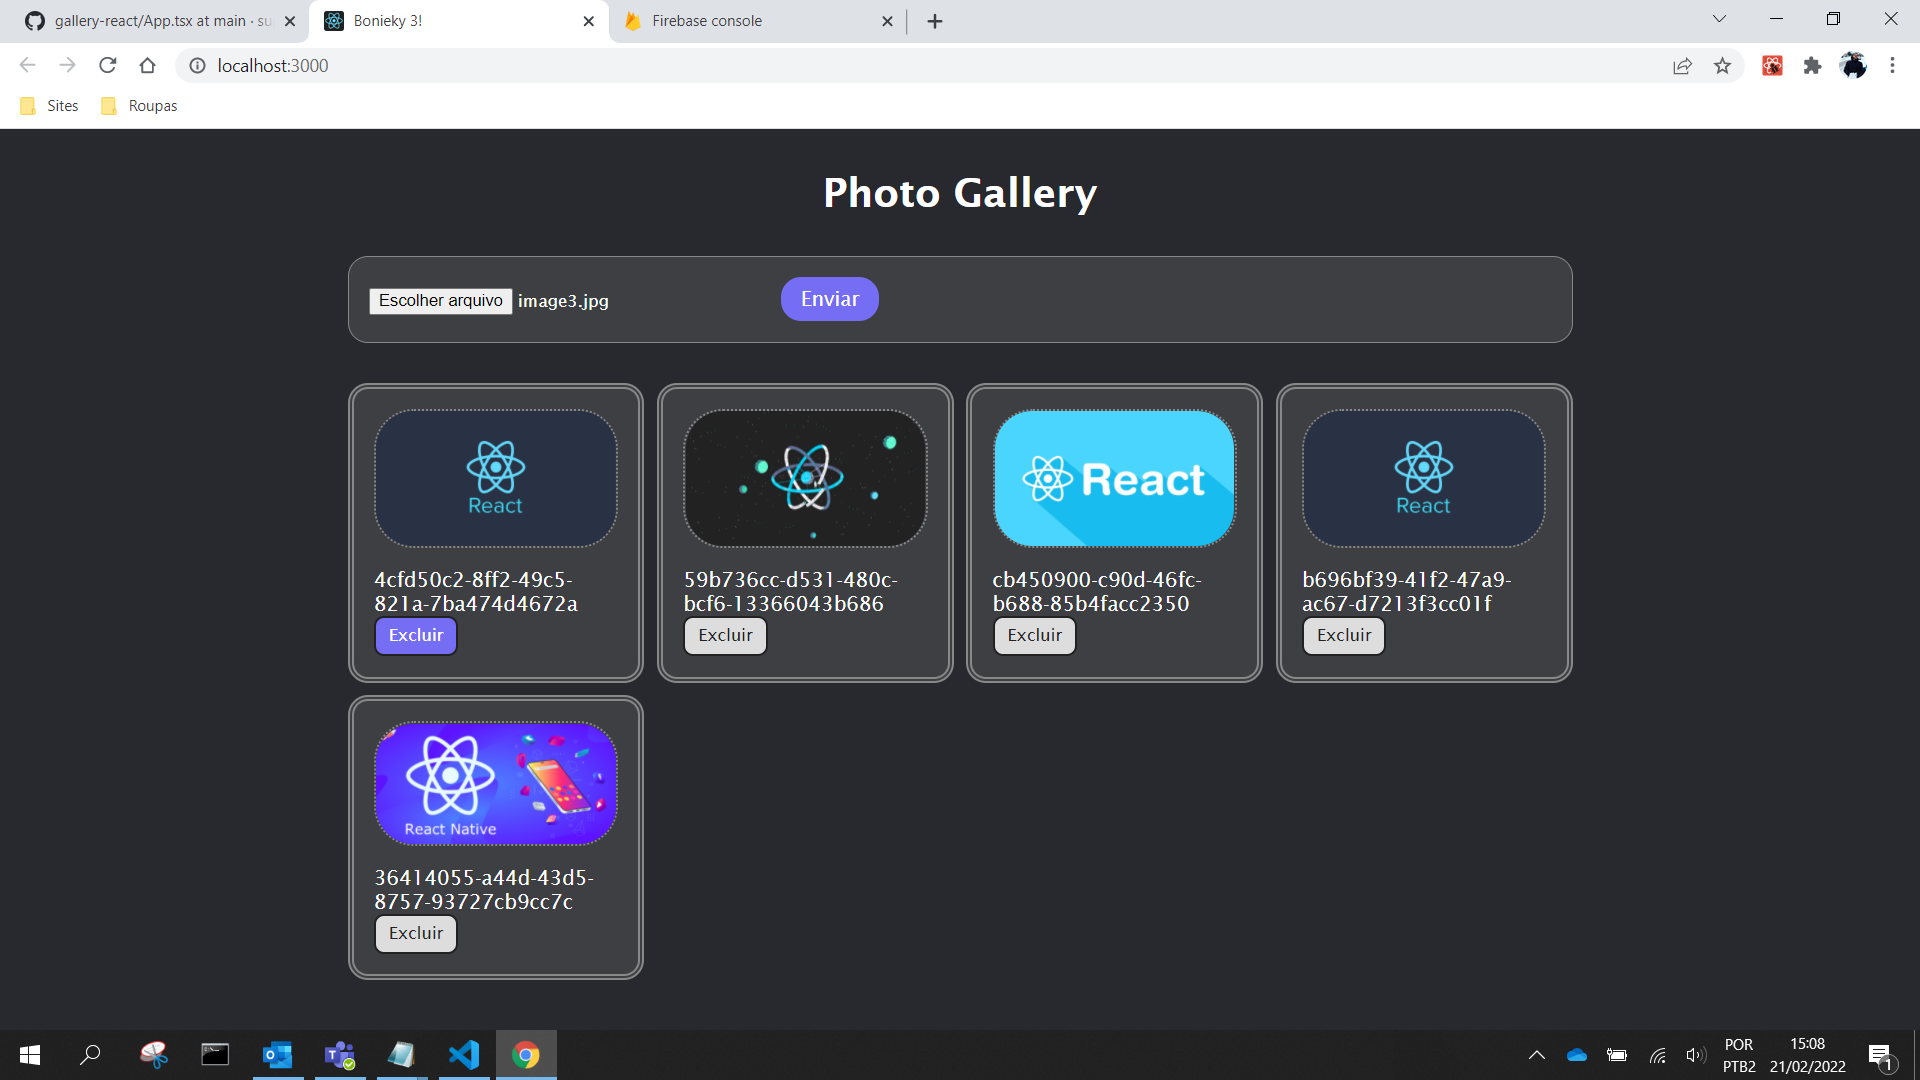 gallery-react/App.tsx at main · su
Bonieky 3!
Firebase console
localhost:3000
Sites
Roupas
Photo Gallery
Escolher arquivo image3.jpg
Enviar
React
React
React
4cfd50c2-8ff2-49c5-
821a-7ba474d4672a
Excluir
59b736cc-d531-480c-
bcf6-13366043b686
Excluir
cb450900-c90d-46fc-
b688-85b4facc2350
Excluir
b696bf39-41f2-47a9-
ac67-d7213f3cc01f
Excluir
React Native
36414055-a44d-43d5-
8757-93727cb9cc7c
Excluir
POR
PTB2
15:08
21/02/2022
1